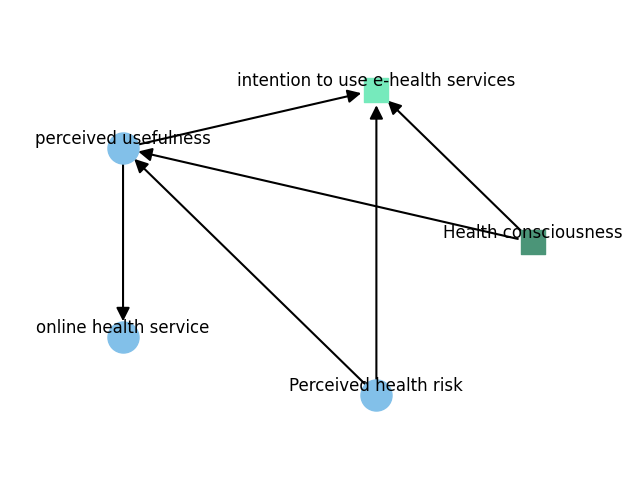 intention to use e-health services
perceived usefulness
Health consciousness
online health service
Perceived health risk